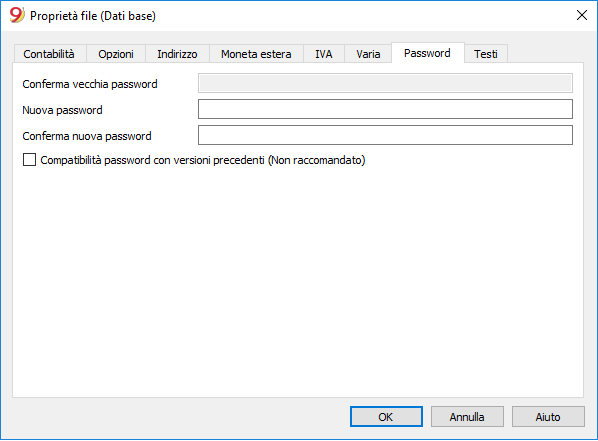 9 Proprietà file (Dati base)
Contabilità Opzioni Indirizzo Moneta estera IVA Varia Password Testi
Conferma vecchia password
Nuova password
Conferma nuova password
Compatibilità password con versioni precedenti (Non raccomandato)
OK Annulla Aiuto